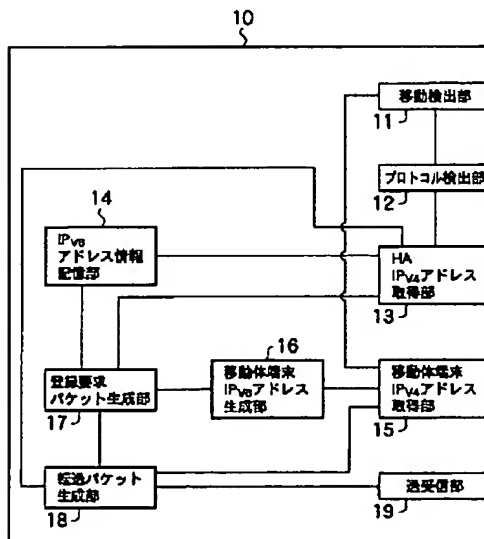 10
移動検出部
11
プロトコル検出部
12
14
IPV6
アドレス情報
記憶部
HA
IPV4アドレス
取得部
13
16
登録要求
パケット生成部
17
移動体端末
IPV6アドレス
生成部
移動体端末
IPV4アドレス
取得部
15
転送パケット
生成部
18
送受信部
19